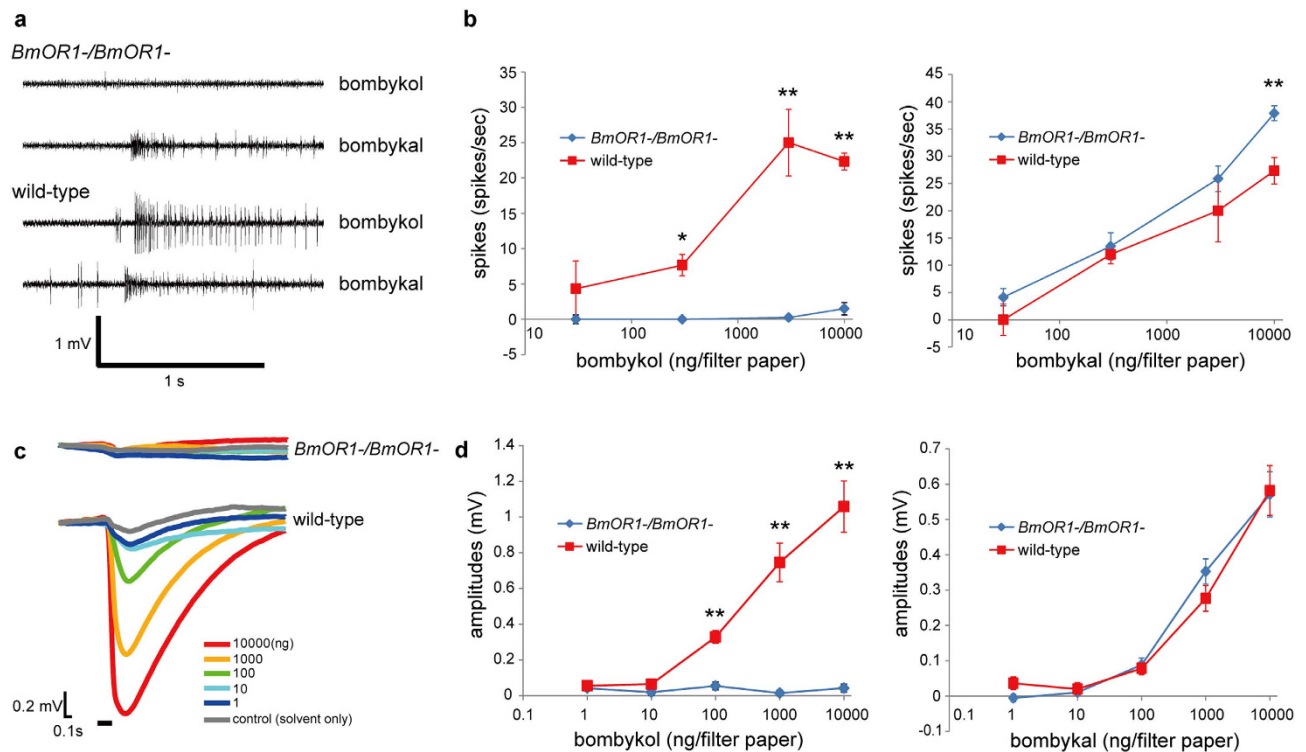 a
BmOR1-/BmOR1-
bombykol
bombykal
wild-type
bombykol
bombykal
1 mV
1 s
b
35
30
25
20
15
10
5
0
-5
spikes (spikes/sec)
BmOR1-/BmOR1-
wild-type
**
**
*
10
100
1000
10000
bombykol (ng/filter paper)
45
40
35
30
25
20
15
10
5
0
-5
spikes (spikes/sec)
BmOR1-/BmOR1-
wild-type
**
10
100
1000
10000
bombykal (ng/filter paper)
c
BmOR1-/BmOR1-
wild-type
10000(ng)
1000
100
10
1
control (solvent only)
0.2 mV
0.1s
d
1.4
1.2
1
0.8
0.6
0.4
0.2
0
amplitudes (mV)
BmOR1-/BmOR1-
wild-type
**
**
**
0.1
1
10
100
1000
10000
bombykol (ng/filter paper)
0.7
0.6
0.5
0.4
0.3
0.2
0.1
0
-0.1
amplitudes (mV)
BmOR1-/BmOR1-
wild-type
0.1
1
10
100
1000
10000
bombykal (ng/filter paper)